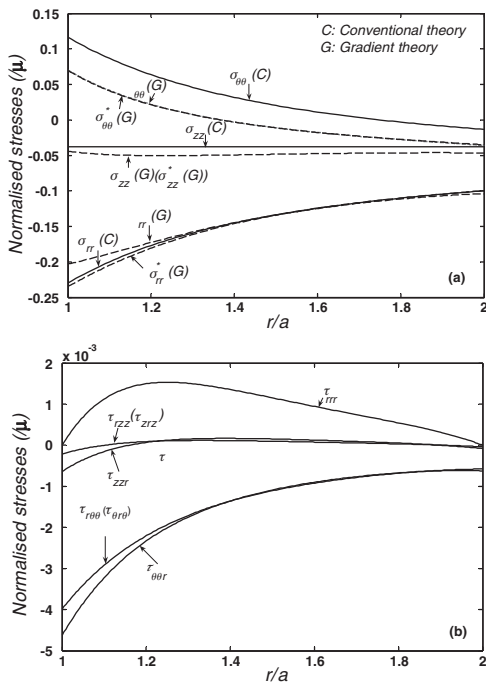 C: Conventional theory
G: Gradient theory
Normalised stresses (/μ)
0.15
0.1
0.05
0
-0.05
-0.1
-0.15
-0.2
-0.25
σθθ (C)
θθ (G)
σ*θθ (G)
σzz (C)
σzz (G)(σ*zz (G))
rr (G)
σrr (C)
σ*rr (G)
(a)
1 1.2 1.4 1.6 1.8 2
r/a
x 10-3
Normalised stresses (/μ)
2
1
0
-1
-2
-3
-4
-5
τrrr
τrzz(τzrz)
τ
τzzr
τrθθ(τθrθ)
τθθr
(b)
1 1.2 1.4 1.6 1.8 2
r/a